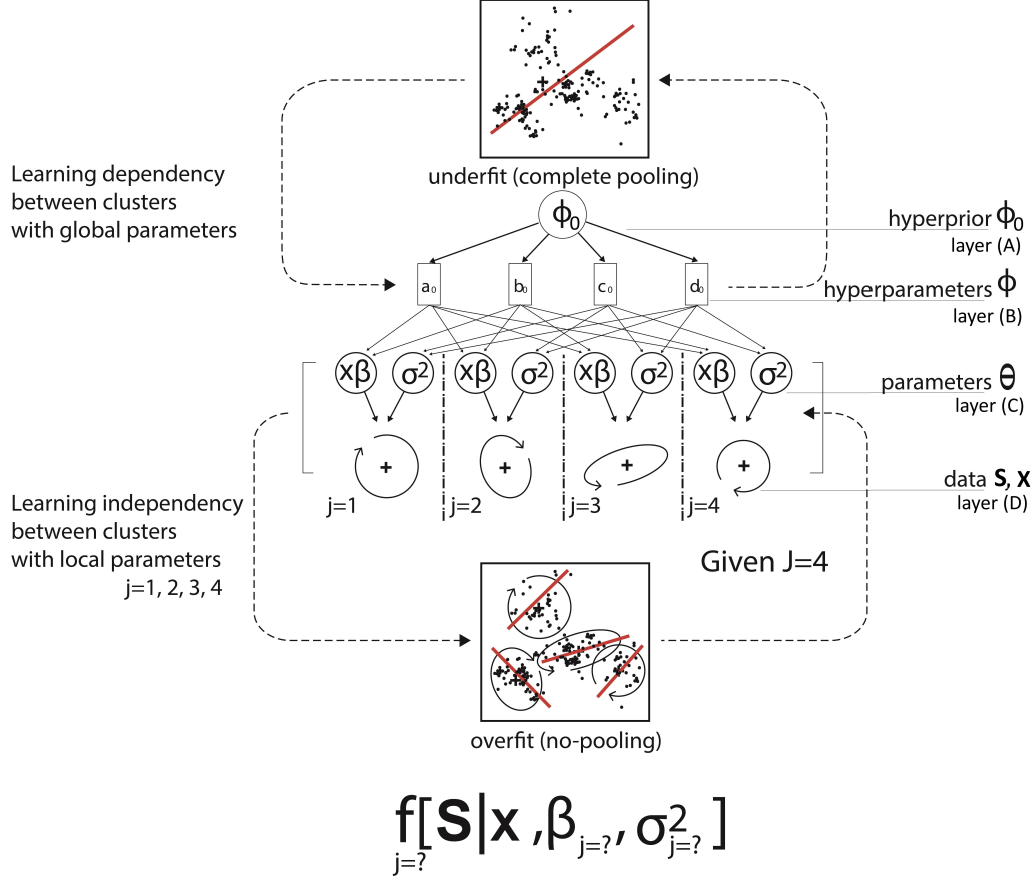 underfit (complete pooling)
Learning dependency
between clusters
with global parameters
ϕ0
hyperprior ϕ0
layer (A)
a0 b0 c0 d0
hyperparameters ϕ
layer (B)
xβ σ2 xβ σ2 xβ σ2 xβ σ2
parameters θ
layer (C)
+ + + +
data S, x
layer (D)
j=1 j=2 j=3 j=4
Learning independency
between clusters
with local parameters
j=1, 2, 3, 4
Given J=4
overfit (no-pooling)
f[S|x ,β j=?, σ2 j=? ]
j=?